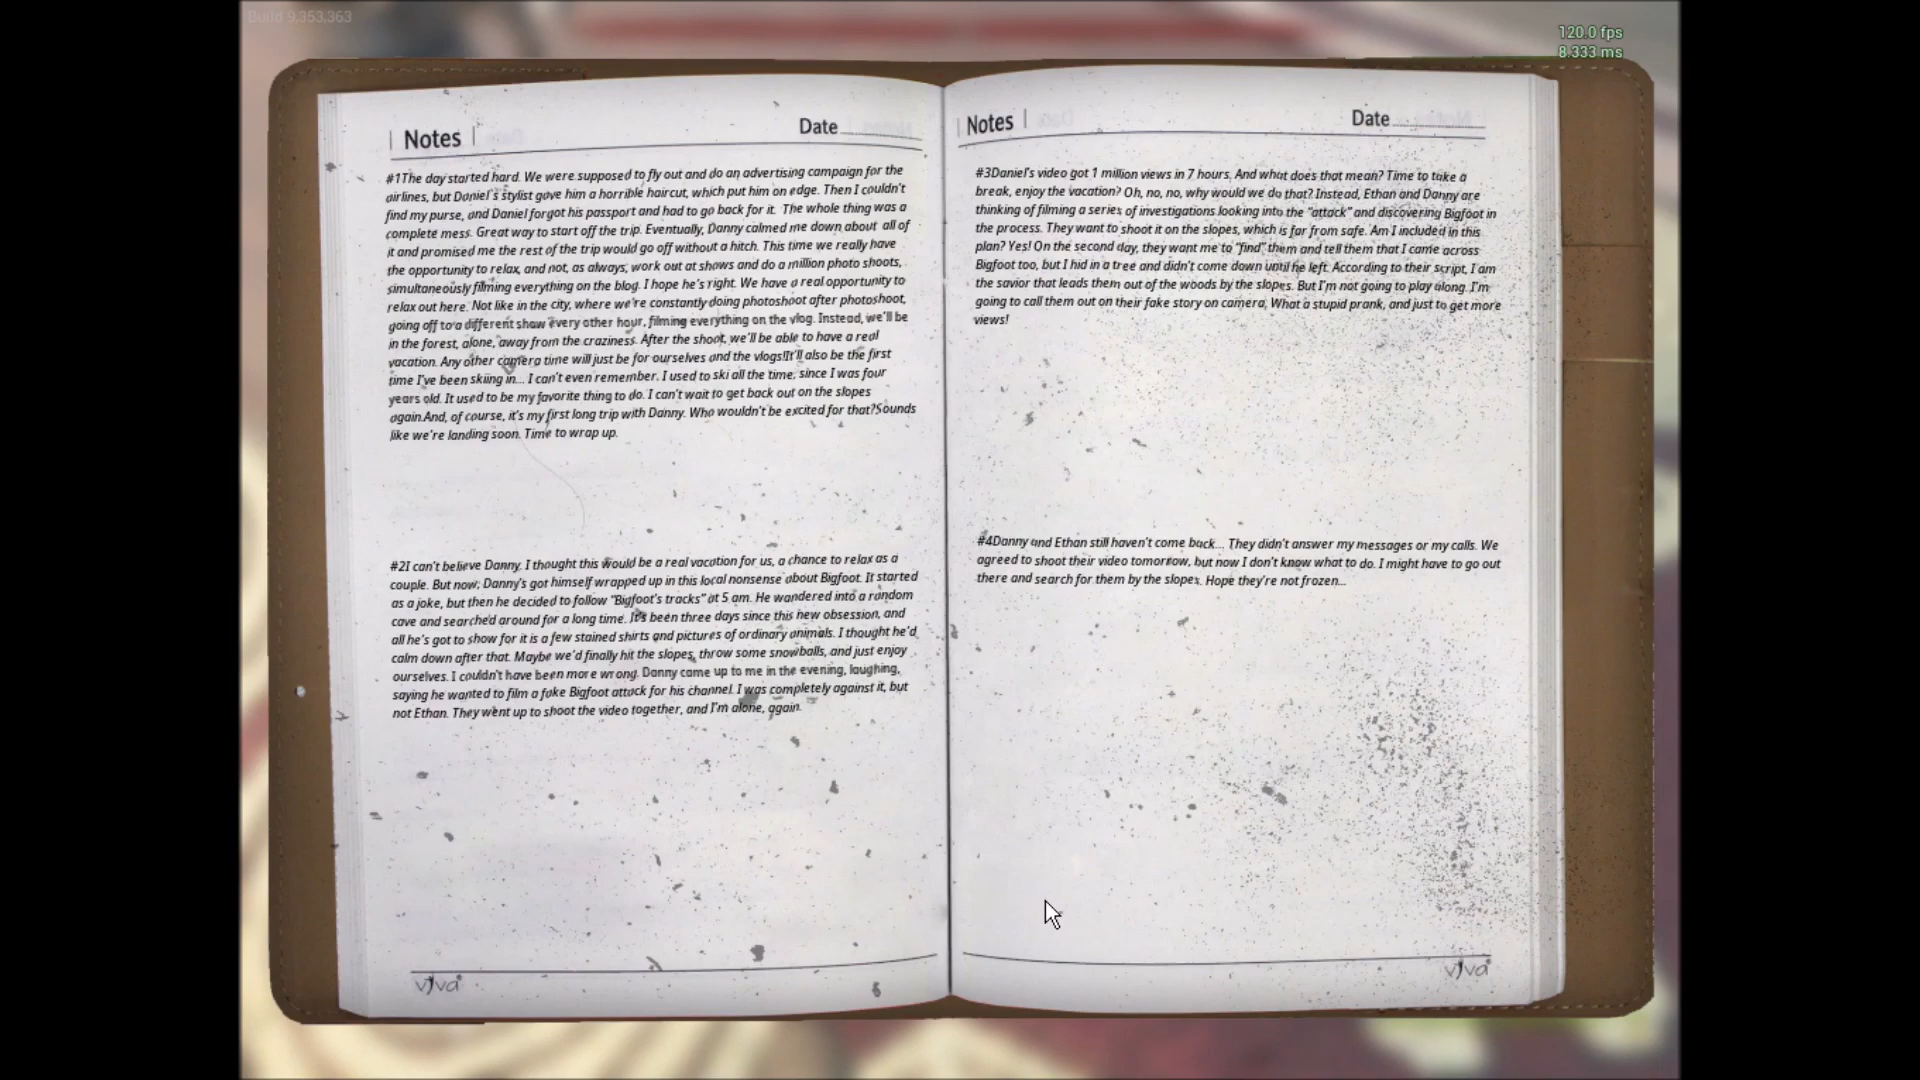 Build 9,353,363
120.0 fps
8.333 ms
Notes
Date
#1The day started hard. We were supposed to fly out and do an advertising campaign for the
airlines, but Daniel's stylist gave him a horrible haircut, which put him on edge. Then I couldn't
find my purse, and Daniel forgot his passport and had to go back for it. The whole thing was a
complete mess. Great way to start off the trip. Eventually, Danny calmed me down about all of
it and promised me the rest of the trip would go off without a hitch. This time we really have
the opportunity to relax, and not, as always, work out at shows and do a million photo shoots,
simultaneously filming everything on the blog. I hope he's right. We have a real opportunity to
relax out here. Not like in the city, where we're constantly doing photoshoot after photoshoot,
going off to a different show every other hour, filming everything on the vlog. Instead, we'll be
in the forest, alone, away from the craziness. After the shoot, we'll be able to have a real
vacation. Any other camera time will just be for ourselves and the vlogs!It'll also be the first
time I've been skiing in... I can't even remember. I used to ski all the time, since I was four
years old. It used to be my favorite thing to do. I can't wait to get back out on the slopes
again.And, of course, it's my first long trip with Danny. Who wouldn't be excited for that?Sounds
like we're landing soon. Time to wrap up.
#2I can't believe Danny. I thought this would be a real vacation for us, a chance to relax as a
couple. But now, Danny's got himself wrapped up in this local nonsense about Bigfoot. It started
as a joke, but then he decided to follow "Bigfoot's tracks" at 5 am. He wandered into a random
cave and searched around for a long time. It's been three days since this new obsession, and
all he's got to show for it is a few stained shirts and pictures of ordinary animals. I thought he'd
calm down after that. Maybe we'd finally hit the slopes, throw some snowballs, and just enjoy
ourselves. I couldn't have been more wrong. Danny came up to me in the evening, laughing,
saying he wanted to film a fake Bigfoot attack for his channel. I was completely against it, but
not Ethan. They went up to shoot the video together, and I'm alone, again.
viva
Notes
Date
#3Daniel's video got 1 million views in 7 hours. And what does that mean? Time to take a
break, enjoy the vacation? Oh, no, no, why would we do that? Instead, Ethan and Danny are
thinking of filming a series of investigations looking into the "attack" and discovering Bigfoot in
the process. They want to shoot it on the slopes, which is far from safe. Am I included in this
plan? Yes! On the second day, they want me to "find" them and tell them that I came across
Bigfoot too, but I hid in a tree and didn't come down until he left. According to their script, I am
the savior that leads them out of the woods by the slopes. But I'm not going to play along. I'm
going to call them out on their fake story on camera. What a stupid prank, and just to get more
views!
#4Danny and Ethan still haven't come back... They didn't answer my messages or my calls. We
agreed to shoot their video tomorrow, but now I don't know what to do. I might have to go out
there and search for them by the slopes. Hope they're not frozen...
viva